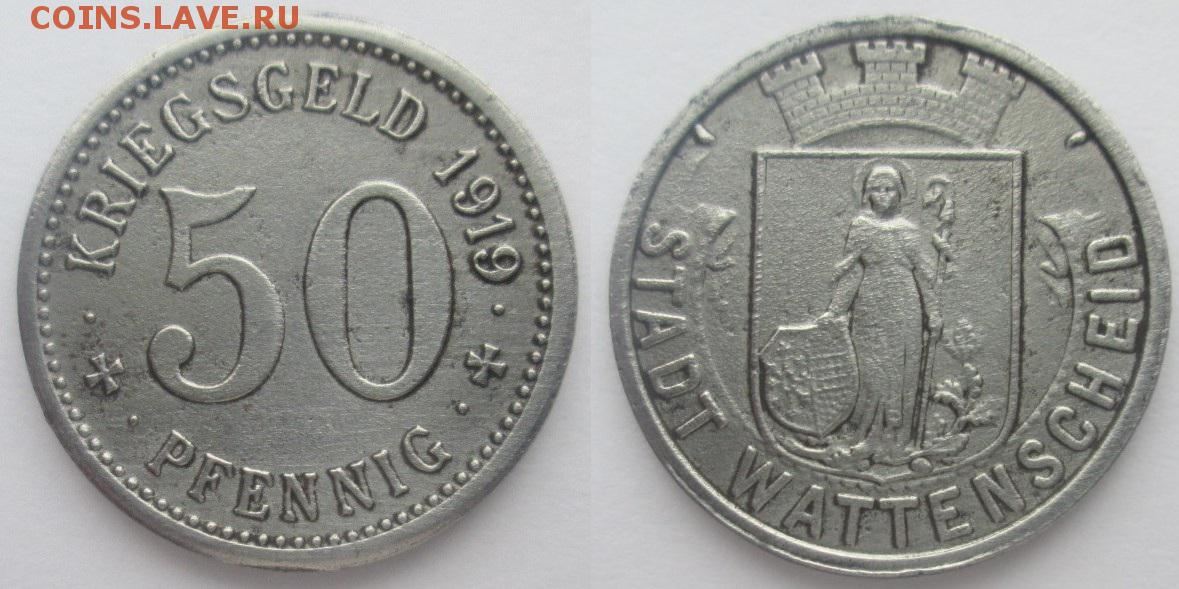 COINS.LAVE.RU
KRIEGSGELD 1919
50
PFENNIG
STADT WATTENSCHEID